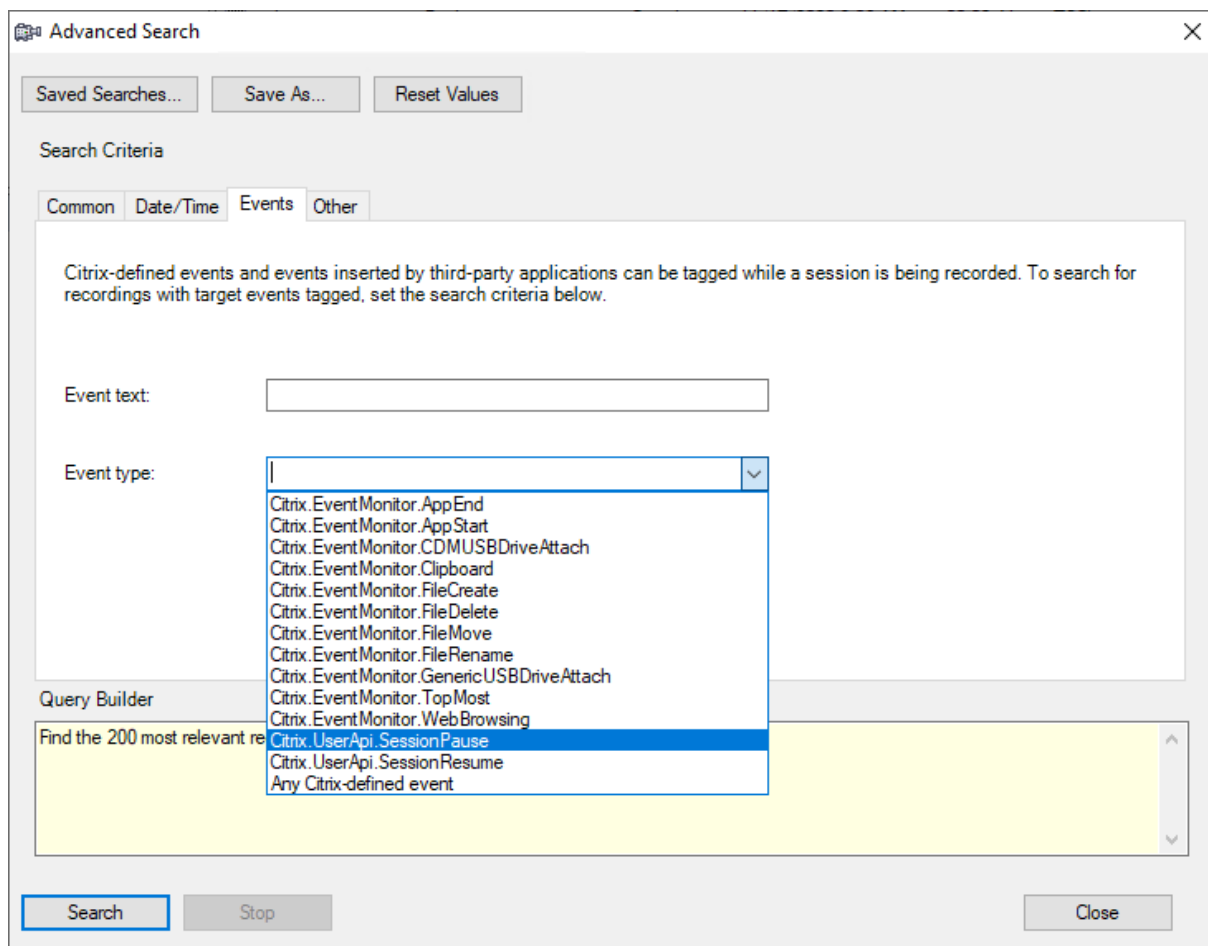 Advanced Search
Saved Searches...
Save As...
Reset Values
Search Criteria
Common
Date/Time
Events
Other
Citrix-defined events and events inserted by third-party applications can be tagged while a session is being recorded. To search for
recordings with target events tagged, set the search criteria below.
Event text:
Event type:
Citrix.EventMonitor.AppEnd
Citrix.EventMonitor.AppStart
Citrix.EventMonitor.CDMUSBDriveAttach
Citrix.EventMonitor.Clipboard
Citrix.EventMonitor.FileCreate
Citrix.EventMonitor.FileDelete
Citrix.EventMonitor.FileMove
Citrix.EventMonitor.FileRename
Citrix.EventMonitor.GenericUSBDriveAttach
Citrix.EventMonitor.TopMost
Citrix.EventMonitor.WebBrowsing
Citrix.UserApi.SessionPause
Citrix.UserApi.SessionResume
Any Citrix-defined event
Query Builder
Find the 200 most relevant re
Search
Stop
Close